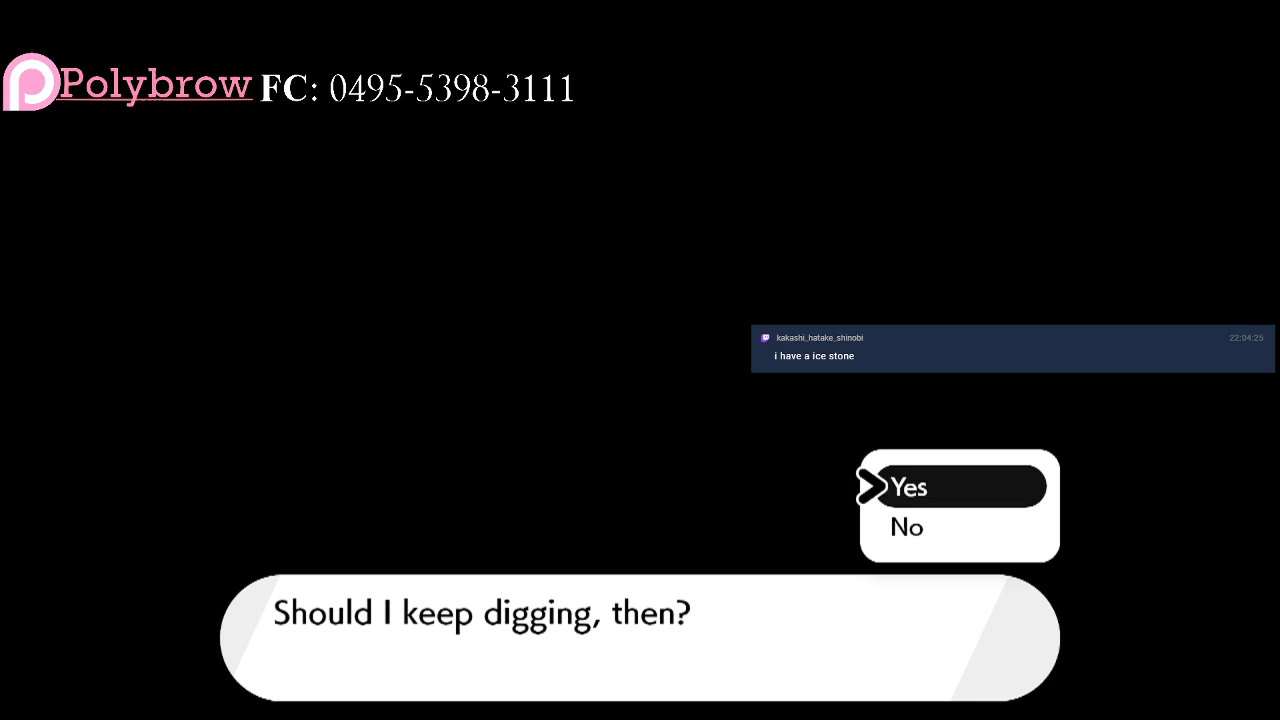 Polybrow FC: 0495-5398-3111
kakashi_hatake_shinobi 22:04:25
i have a ice stone
Yes
No
Should I keep digging, then?